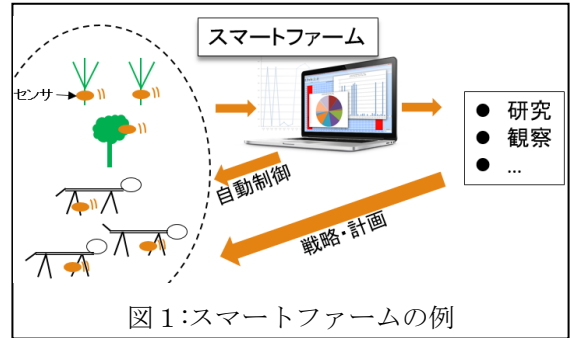 スマートファーム
センサ
● 研究
● 観察
● ...
自動制御
戦略・計画
図１:スマートファームの例